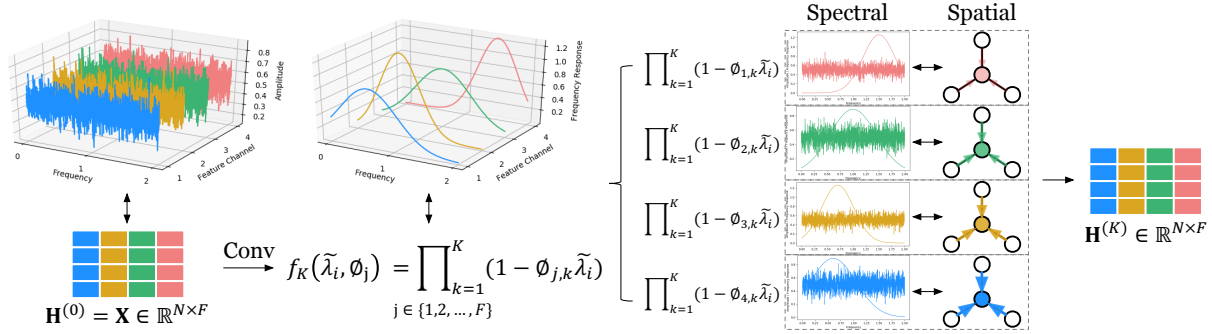 Spectral Spatial
0.8
0.7
0.6
0.5
0.4
0.3
0.2
Amplitude
0
1
2
Frequency
1
2
3
4
Feature Channel
1.2
1.0
0.8
0.6
0.4
0.2
Frequency Response
0
1
2
Frequency
1
2
3
4
Feature Channel
∏_{k=1}^{K}(1−∅_{1,k}λ̃_i)
∏_{k=1}^{K}(1−∅_{2,k}λ̃_i)
∏_{k=1}^{K}(1−∅_{3,k}λ̃_i)
∏_{k=1}^{K}(1−∅_{4,k}λ̃_i)
H^{(0)} = X ∈ ℝ^{N×F}
Conv
f_K(λ̃_i, ∅_j) = ∏_{k=1}^{K}(1−∅_{j,k}λ̃_i)
j ∈ {1,2, …, F}
H^{(K)} ∈ ℝ^{N×F}